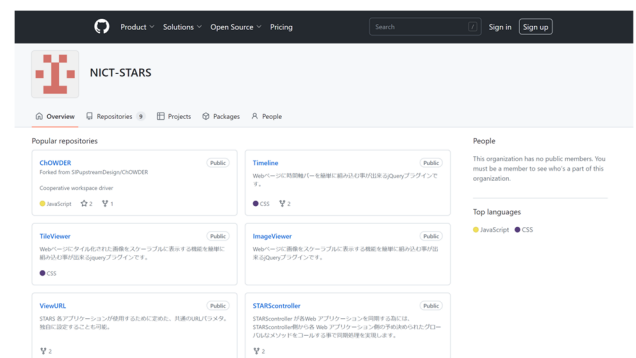 Product Solutions Open Source Pricing Search / Sign in Sign up
NICT-STARS
Overview Repositories 9 Projects Packages People
Popular repositories
ChOWDER Public
Forked from SIPupstreamDesign/ChOWDER
Cooperative workspace driver
JavaScript 2 1
Timeline Public
Webページに時間軸バーを簡単に組み込む事が出来るjQueryプラグインで
す。
CSS 2
TileViewer Public
Webページにタイル化された画像をスケーラブルに表示する機能を簡単に
組み込む事が出来るjqueryプラグインです。
CSS
ImageViewer Public
Webページに画像をスケーラブルに表示する機能を簡単に組み込む事が出
来るjQueryプラグインです。
ViewURL Public
STARS 各アプリケーションが使用するために定めた、共通のURLパラメタ。
独自に設定することも可能。
2
STARScontroller Public
STARScontroller が各Web アプリケーションを同期する為には、
STARScontroller側から各 Web アプリケーション側の予め決められたグロー
バルなメソッドをコールする事で同期処理を実現します。
2
People
This organization has no public members. You
must be a member to see who's a part of this
organization.
Top languages
JavaScript CSS